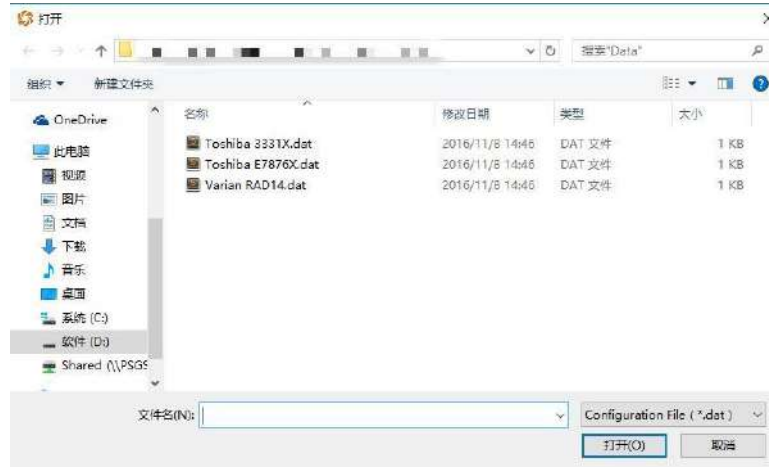 打开
搜索"Data"
组织 新建文件夹
名称 修改日期 类型 大小
OneDrive
此电脑
视频
图片
文档
下载
音乐
桌面
系统 (C:)
软件 (D:)
Shared (\\PSGS
Toshiba 3331X.dat 2016/11/8 14:46 DAT 文件 1 KB
Toshiba E7876X.dat 2016/11/8 14:46 DAT 文件 1 KB
Varian RAD14.dat 2016/11/8 14:46 DAT 文件 1 KB
文件名(N):
Configuration File ( *.dat )
打开(O) 取消